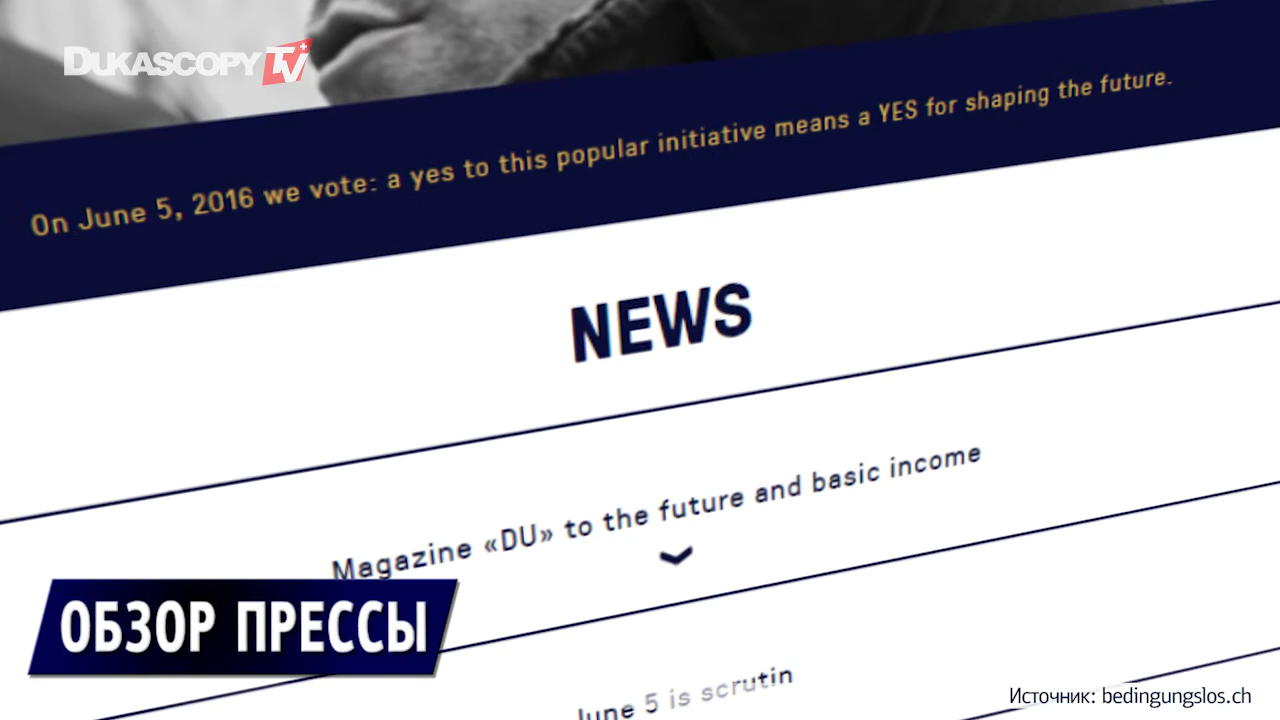 DUKASCOPY TV
On June 5, 2016 we vote: a yes to this popular initiative means a YES for shaping the future.
NEWS
Magazine «DU» to the future and basic income
ОБЗОР ПРЕССЫ
June 5 is scrutin
Источник: bedingungslos.ch